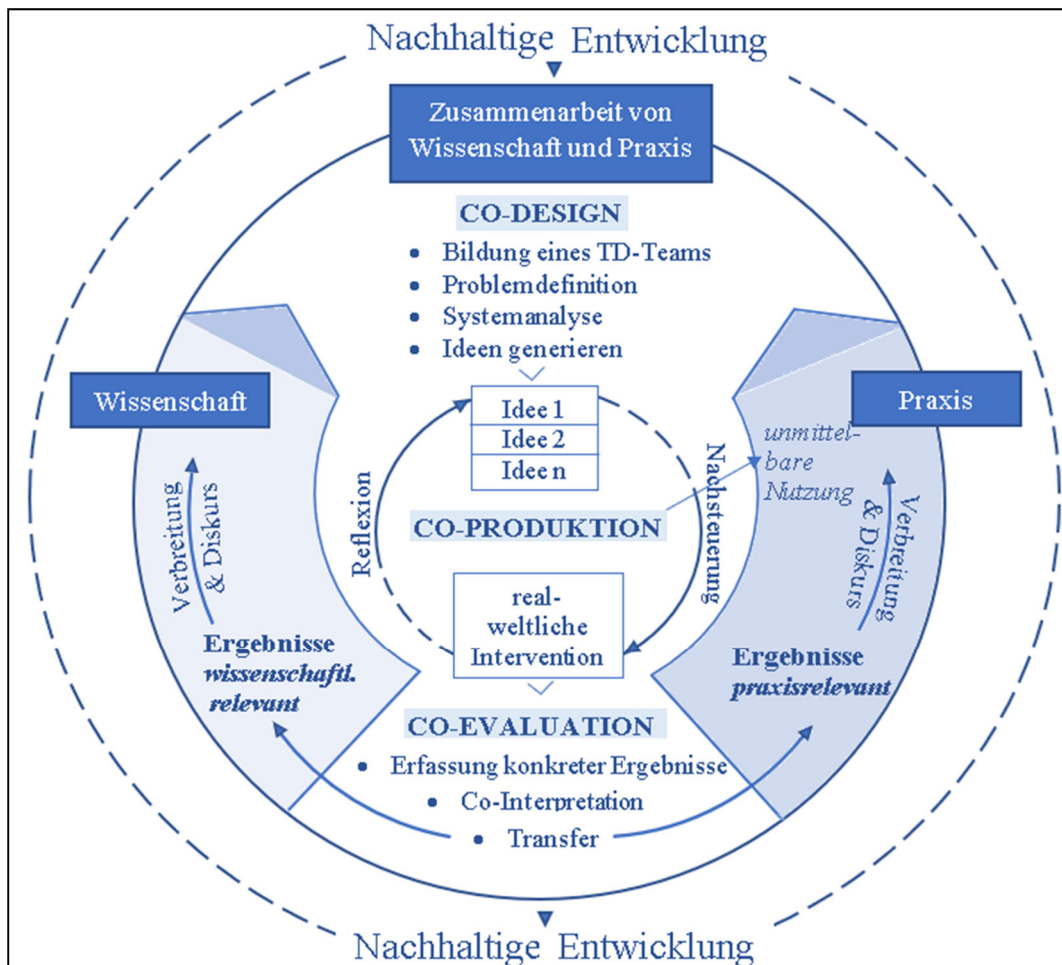 Nachhaltige Entwicklung
Zusammenarbeit von
Wissenschaft und Praxis
CO-DESIGN
• Bildung eines TD-Teams
• Problemdefinition
• Systemanalyse
• Ideen generieren
Wissenschaft
Praxis
Idee 1
Idee 2
Idee n
unmittel-
bare
Nutzung
Reflexion
Nachsteuerung
CO-PRODUKTION
Verbreitung
& Diskurs
Verbreitung
& Diskurs
real-
weltliche
Intervention
Ergebnisse
wissenschaftl.
relevant
Ergebnisse
praxisrelevant
CO-EVALUATION
• Erfassung konkreter Ergebnisse
• Co-Interpretation
• Transfer
Nachhaltige Entwicklung